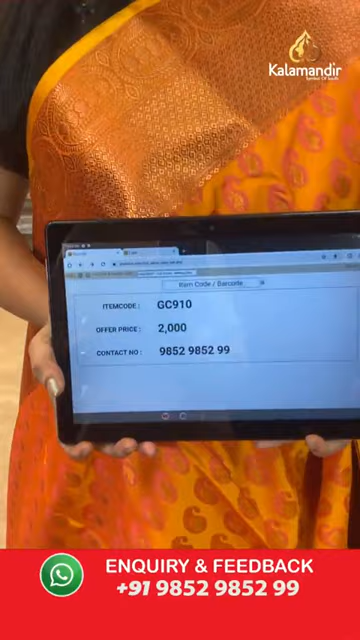 Kalamandir
Item Code / Barcode
ITEMCODE : GC910
OFFER PRICE : 2,000
CONTACT NO : 9852 9852 99
ENQUIRY & FEEDBACK
+91 9852 9852 99